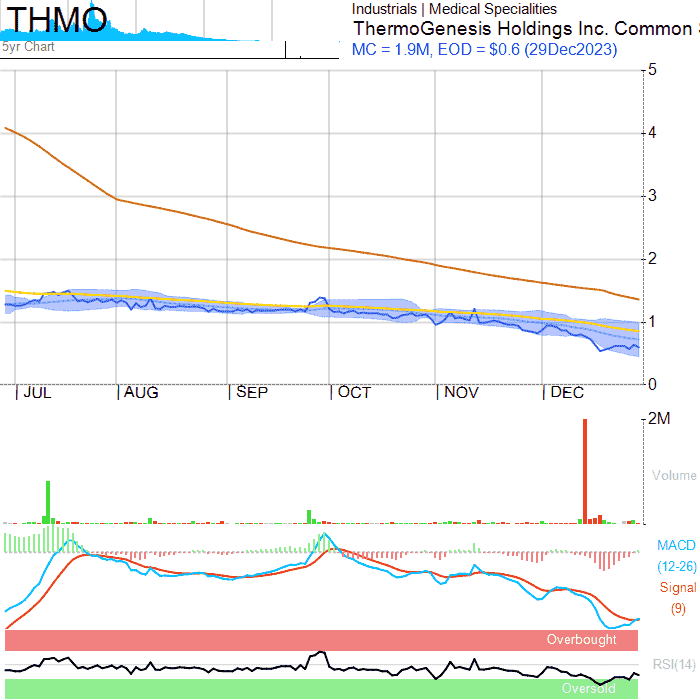 THMO
5yr Chart
Industrials | Medical Specialities
ThermoGenesis Holdings Inc. Common
MC = 1.9M, EOD = $0.6 (29Dec2023)
5
4
3
2
1
0
JUL AUG SEP OCT NOV DEC
2M
Volume
MACD
(12-26)
Signal
(9)
Overbought
RSI(14)
Oversold